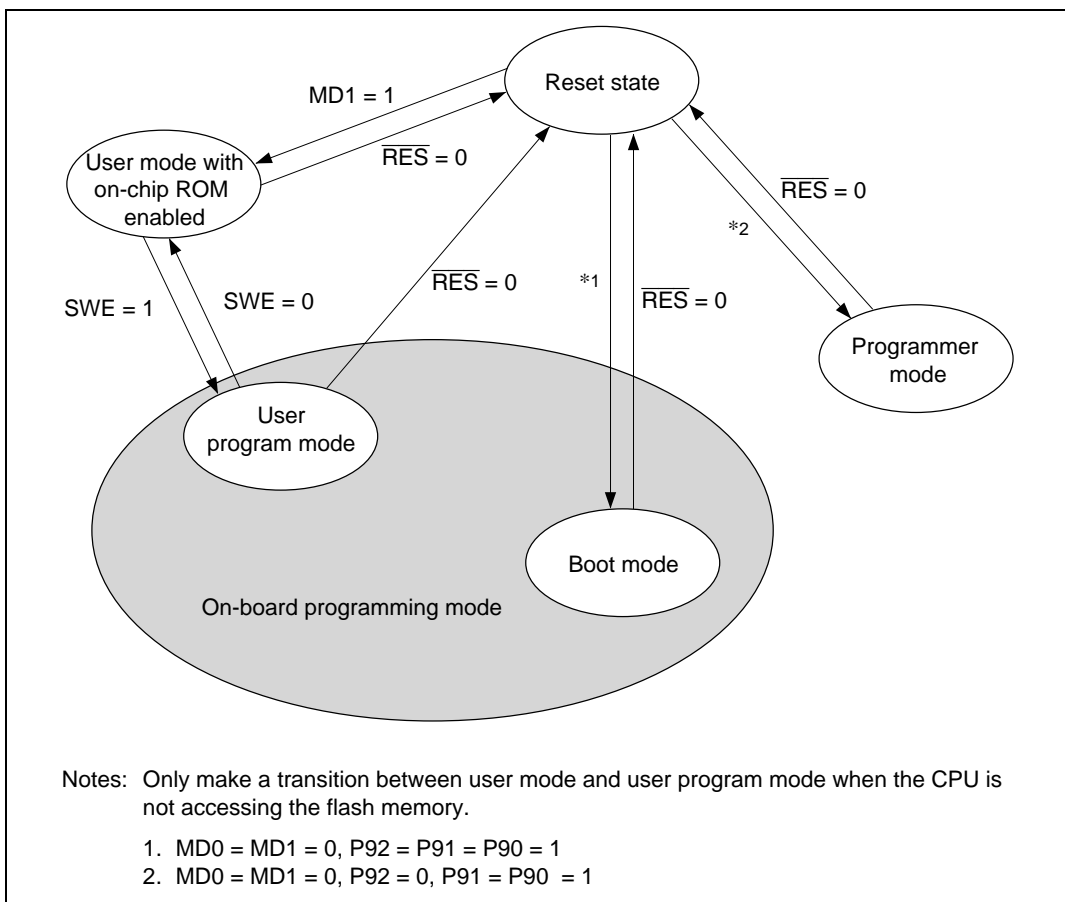 Reset state
MD1 = 1
RES = 0
User mode with
on-chip ROM
enabled
RES = 0
*2
RES = 0
*1
RES = 0
SWE = 0
SWE = 1
Programmer
mode
User
program mode
Boot mode
On-board programming mode
Notes: Only make a transition between user mode and user program mode when the CPU is
not accessing the flash memory.
1. MD0 = MD1 = 0, P92 = P91 = P90 = 1
2. MD0 = MD1 = 0, P92 = 0, P91 = P90 = 1